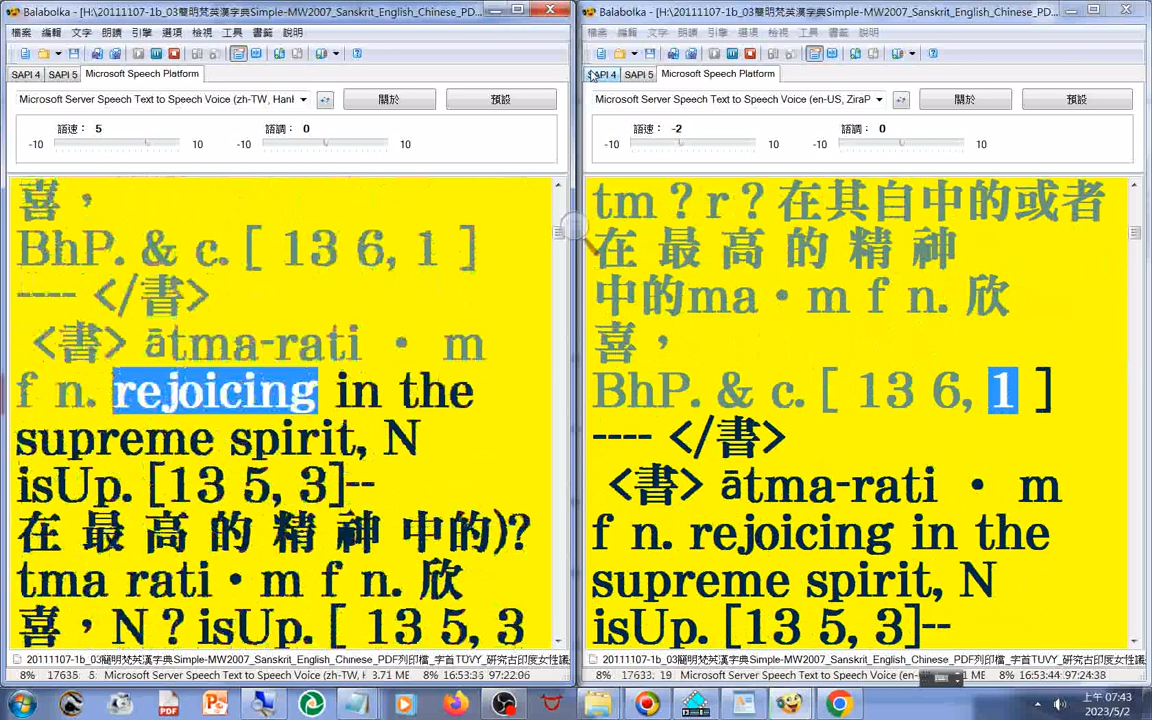 Balabolka - [H:\20111107-1b_03簡明梵英漢字典Simple-MW2007_Sanskrit_English_Chinese_PD...
檔案 編輯 文字 朗讀 引擎 選項 檢視 工具 書籤 說明
SAPI 4 SAPI 5 Microsoft Speech Platform
Microsoft Server Speech Text to Speech Voice (zh-TW, Hanl
關於 預設
語速： 5 語調： 0
-10 10 -10 10
喜，
BhP. & c. [ 13 6, 1 ]
---- </書>
<書> ātma-rati • m
f n. rejoicing in the
supreme spirit, N
isUp. [13 5, 3]--
在 最 高 的 精 神 中的)?
tma rati • m f n. 欣
喜，N？isUp. [ 13 5, 3
20111107-1b_03簡明梵英漢字典Simple-MW2007_Sanskrit_English_Chinese_PDF列印檔_字首TUVY_研究古印度女性議
8% 17635: 5 Microsoft Server Speech Text to Speech Voice (zh-TW, H 3.71 ME 8% 16:53:36 97:22:06
Balabolka - [H:\20111107-1b_03簡明梵英漢字典Simple-MW2007_Sanskrit_English_Chinese_PD...
檔案 編輯 文字 朗讀 引擎 選項 檢視 工具 書籤 說明
SAPI 4 SAPI 5 Microsoft Speech Platform
Microsoft Server Speech Text to Speech Voice (en-US, ZiraP
關於 預設
語速： -2 語調： 0
-10 10 -10 10
tm？r？在其自中的或者
在 最 高 的 精 神
中的ma • m f n. 欣
喜，
BhP. & c. [ 13 6, 1 ]
---- </書>
<書> ātma-rati • m
f n. rejoicing in the
supreme spirit, N
isUp. [13 5, 3]--
20111107-1b_03簡明梵英漢字典Simple-MW2007_Sanskrit_English_Chinese_PDF列印檔_字首TUVY_研究古印度女性議
8% 17633: 19 Microsoft Server Speech Text to Speech Voice (en-US, 8% 16:53:44 97:24:38
上午 07:43
2023/5/2